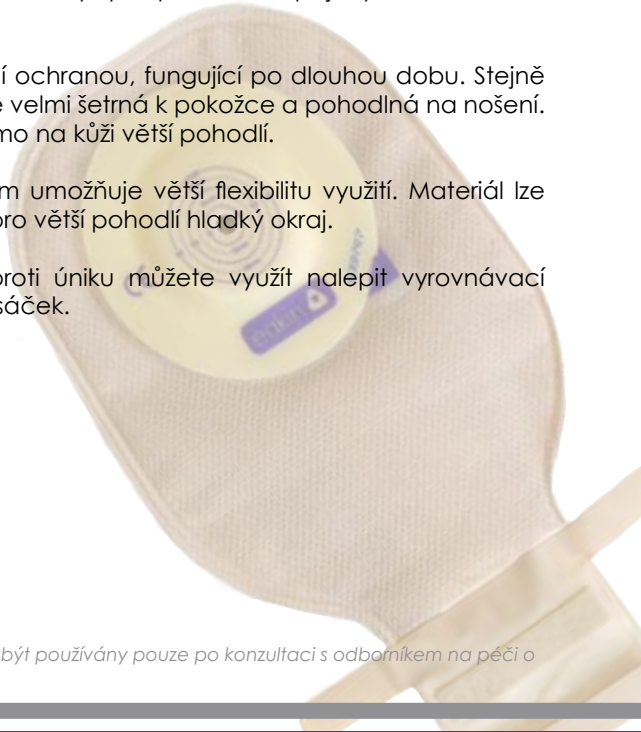 í ochranou, fungující po dlouhou dobu. Stejně
velmi šetrná k pokožce a pohodlná na nošení.
mo na kůži větší pohodlí.
m umožňuje větší flexibilitu využití. Materiál lze
pro větší pohodlí hladký okraj.
proti úniku můžete využít nalepit vyrovnávací
sáček.
eakin
být používány pouze po konzultaci s odborníkem na péči o